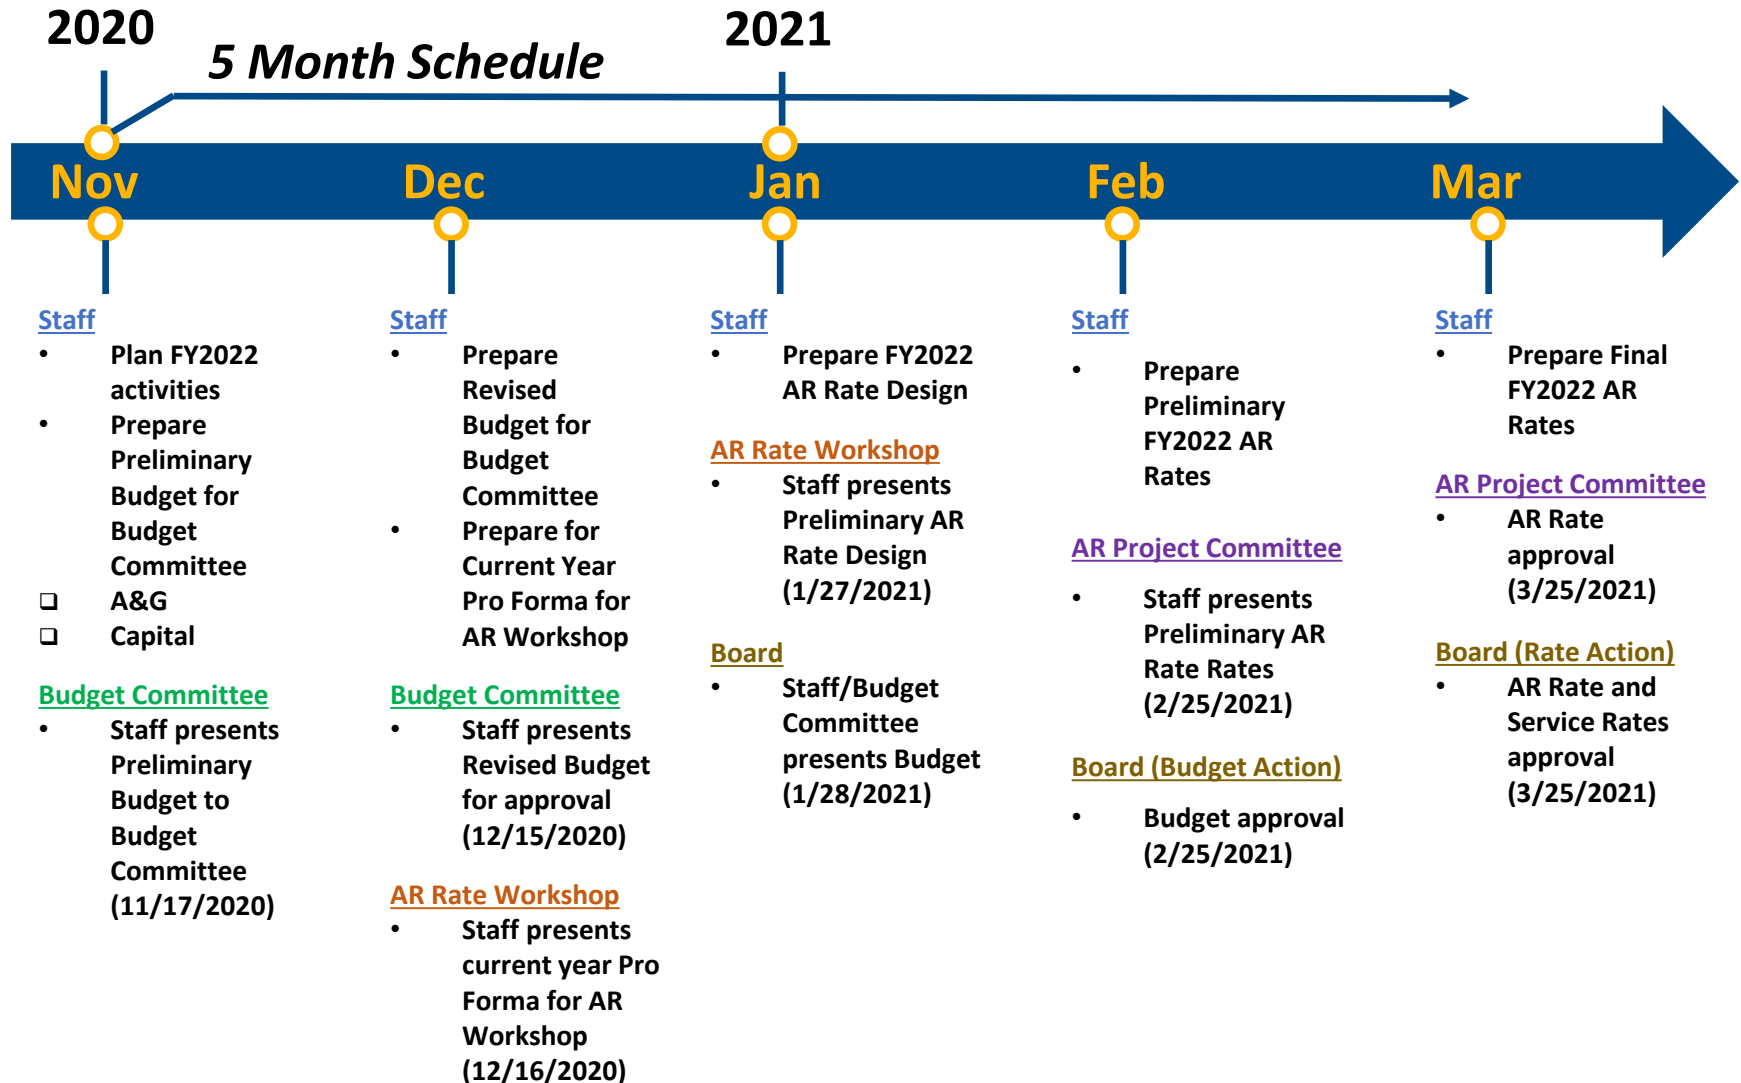 2020
2021
5 Month Schedule
Nov
Dec
Jan
Feb
Mar
Staff
• Plan FY2022
activities
• Prepare
Preliminary
Budget for
Budget
Committee
❑ A&G
❑ Capital
Budget Committee
• Staff presents
Preliminary
Budget to
Budget
Committee
(11/17/2020)
Staff
• Prepare
Revised
Budget for
Budget
Committee
• Prepare for
Current Year
Pro Forma for
AR Workshop
Budget Committee
• Staff presents
Revised Budget
for approval
(12/15/2020)
AR Rate Workshop
• Staff presents
current year Pro
Forma for AR
Workshop
(12/16/2020)
Staff
• Prepare FY2022
AR Rate Design
AR Rate Workshop
• Staff presents
Preliminary AR
Rate Design
(1/27/2021)
Board
• Staff/Budget
Committee
presents Budget
(1/28/2021)
Staff
• Prepare
Preliminary
FY2022 AR
Rates
AR Project Committee
• Staff presents
Preliminary AR
Rate Rates
(2/25/2021)
Board (Budget Action)
• Budget approval
(2/25/2021)
Staff
• Prepare Final
FY2022 AR
Rates
AR Project Committee
• AR Rate
approval
(3/25/2021)
Board (Rate Action)
• AR Rate and
Service Rates
approval
(3/25/2021)